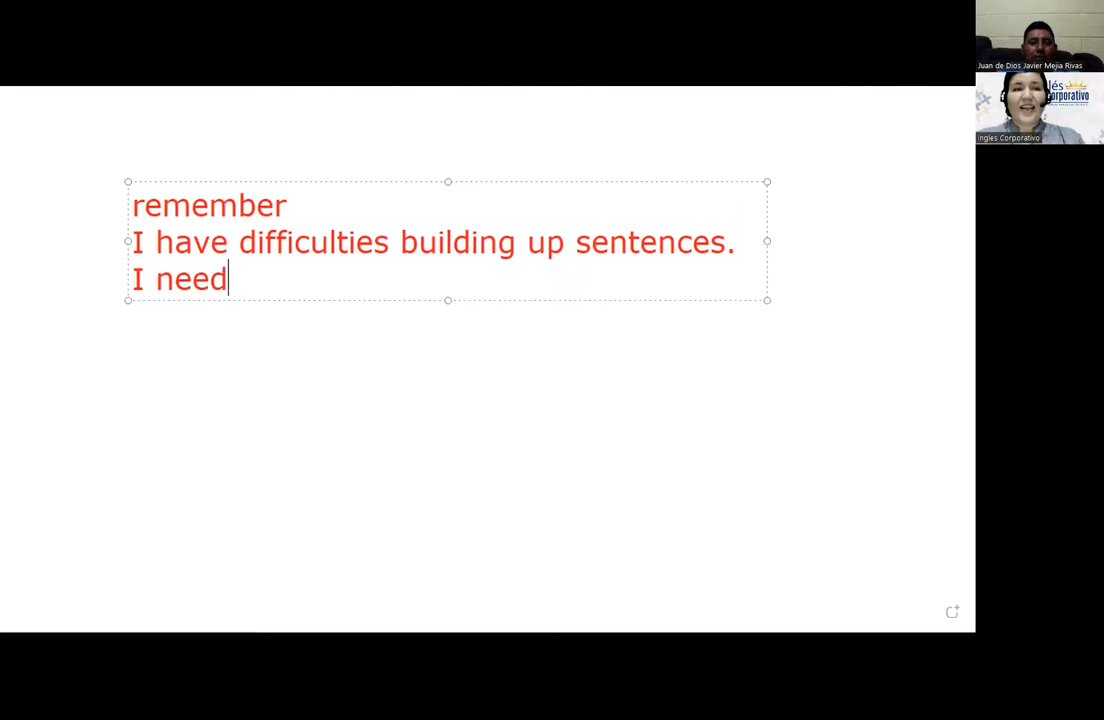 remember
I have difficulties building up sentences.
I need
Juan de Dios Javier Mejia Rivas
Ingles Corporativo